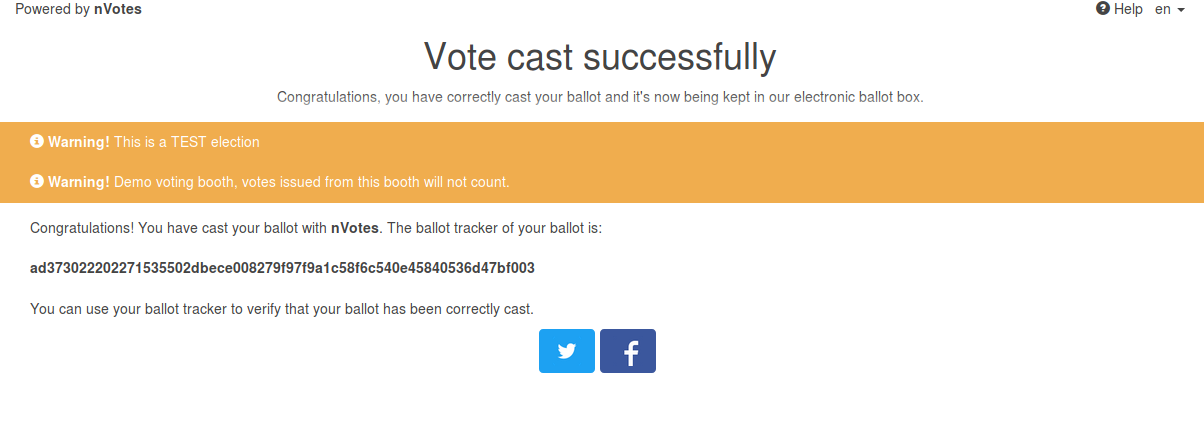 Powered by nVotes
Help en
Vote cast successfully
Congratulations, you have correctly cast your ballot and it's now being kept in our electronic ballot box.
Warning! This is a TEST election
Warning! Demo voting booth, votes issued from this booth will not count.
Congratulations! You have cast your ballot with nVotes. The ballot tracker of your ballot is:
ad373022202271535502dbece008279f97f9a1c58f6c540e45840536d47bf003
You can use your ballot tracker to verify that your ballot has been correctly cast.